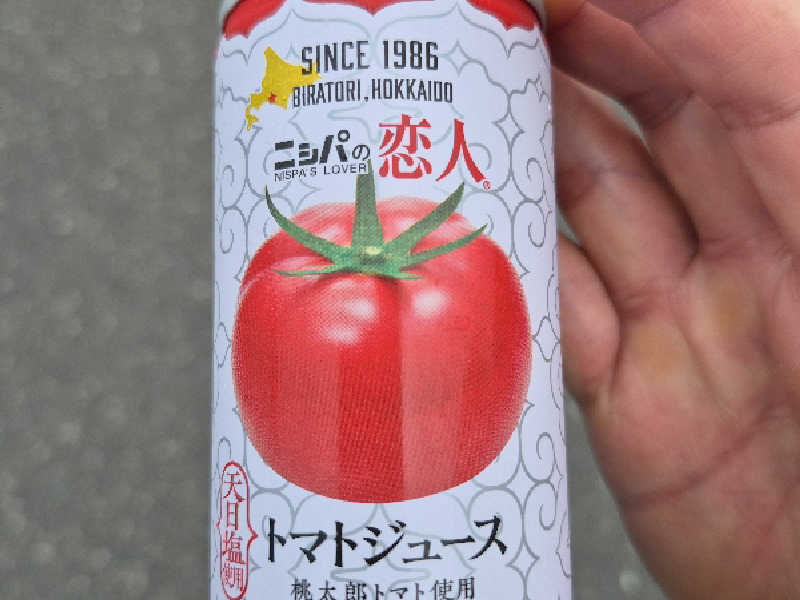 SINCE 1986
BIRATORI, HOKKAIDO
ニシパの恋人®
NISPA'S LOVER
天日塩使用
トマトジュース
桃太郎トマト使用